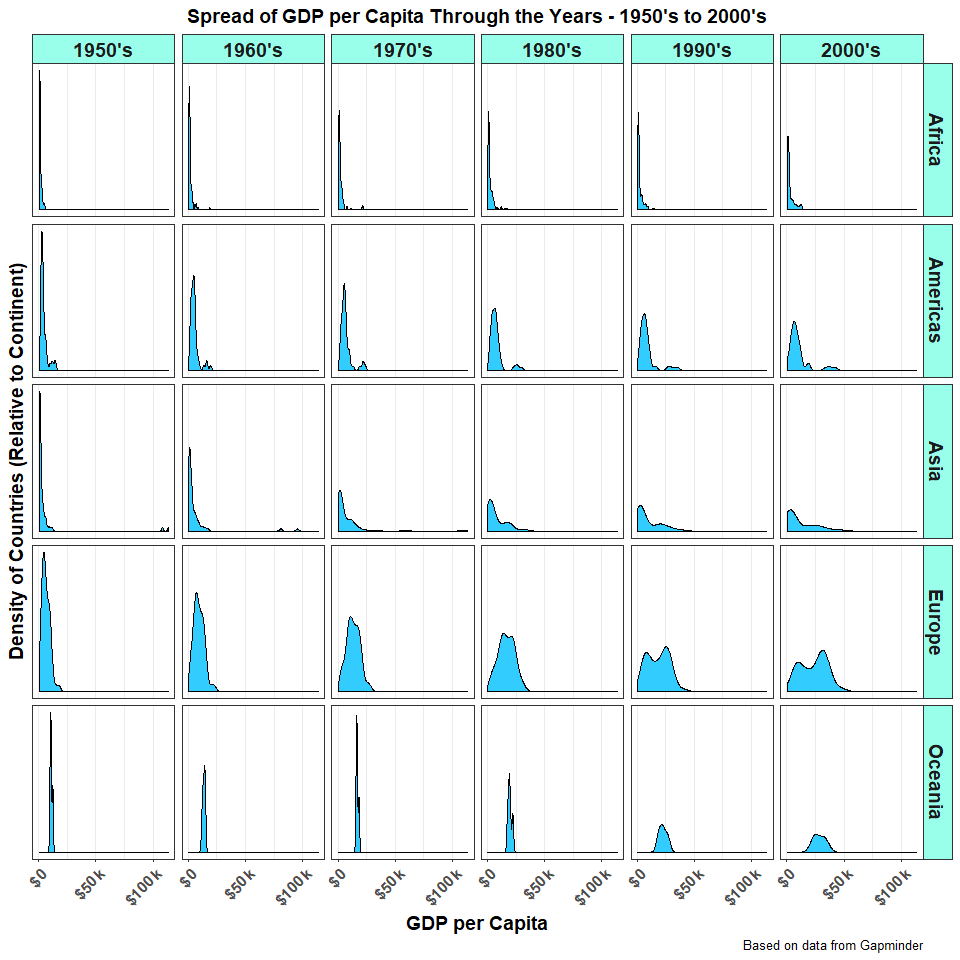 Spread of GDP per Capita Through the Years - 1950's to 2000's
1950's 1960's 1970's 1980's 1990's 2000's
Africa
Americas
Asia
Europe
Oceania
Density of Countries (Relative to Continent)
$0 $50k $100k $0 $50k $100k $0 $50k $100k $0 $50k $100k $0 $50k $100k $0 $50k $100k
GDP per Capita
Based on data from Gapminder